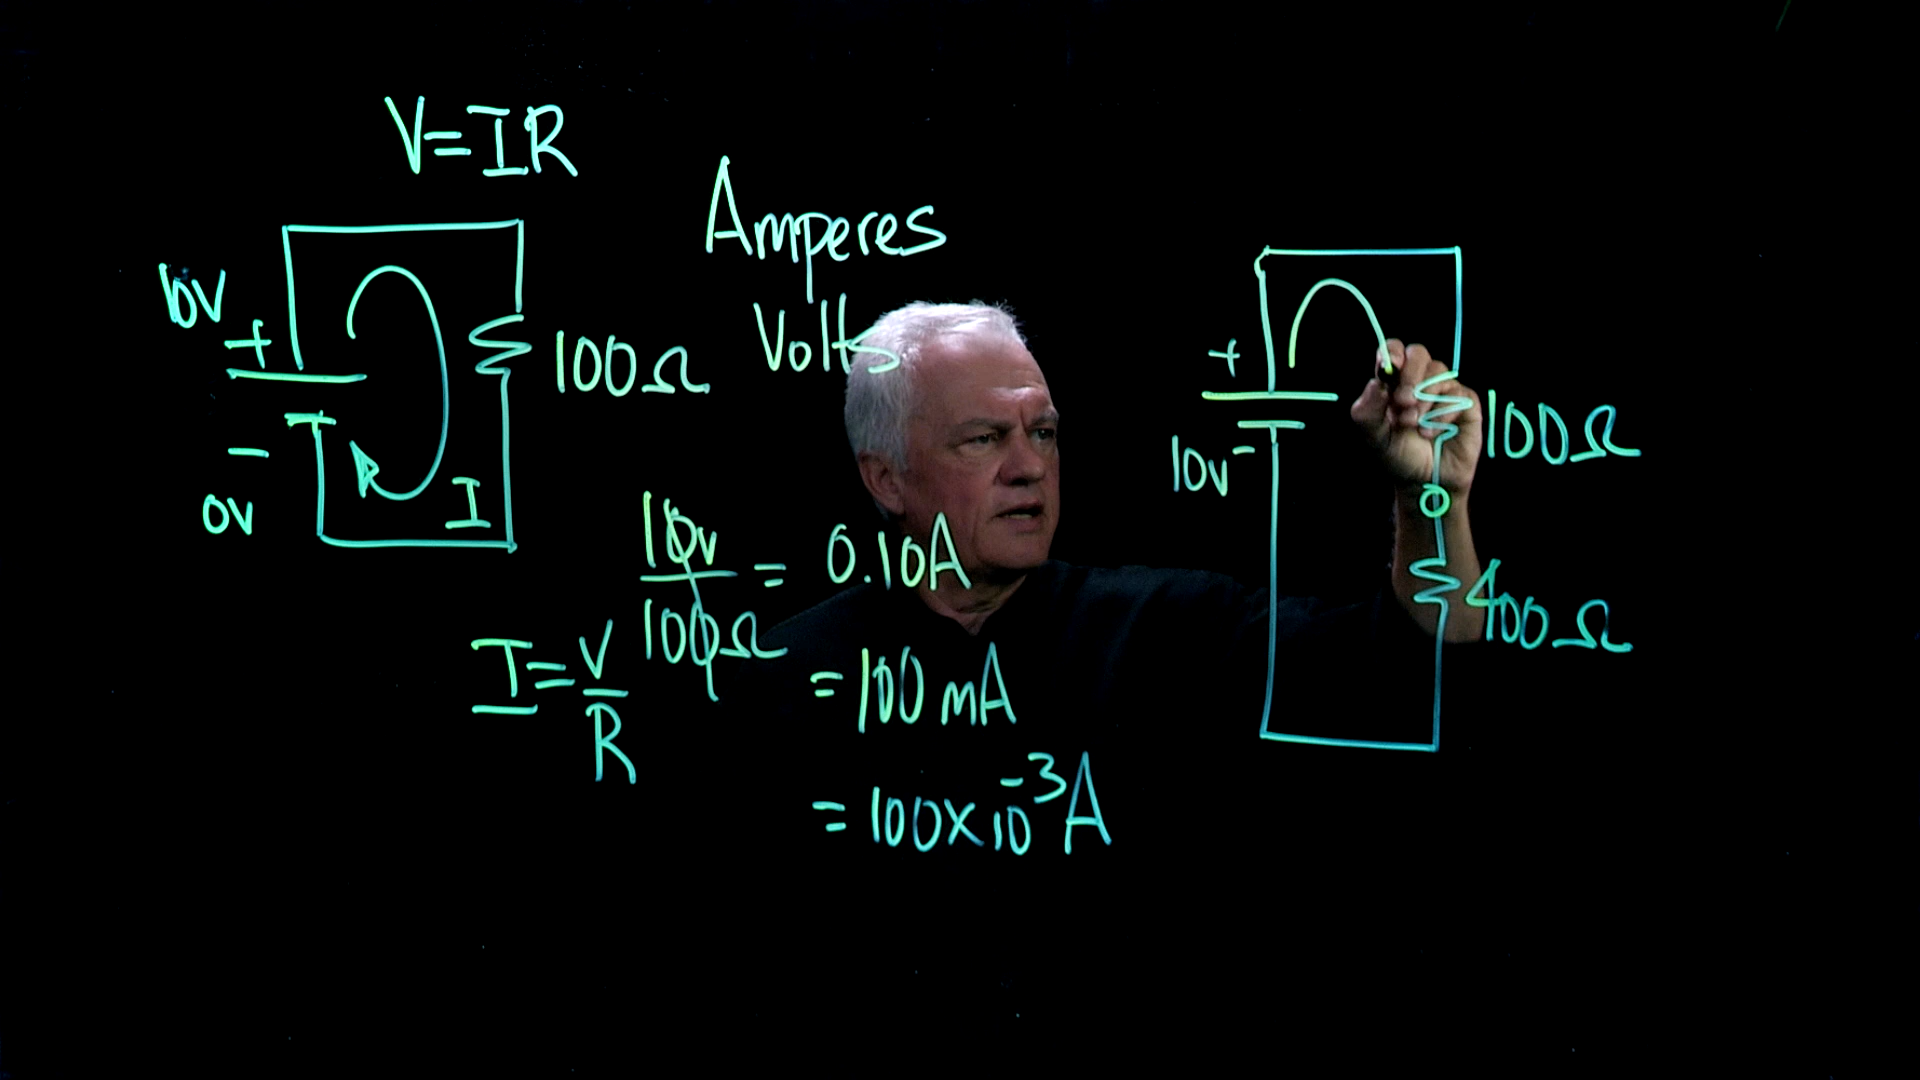 V=IR
Amperes
Volts
10V
+
100Ω
-
0V
I
10V/100Ω = 0.10A
I=V/R
= 100 mA
= 100x10⁻³A
+
10V
-
100Ω
400Ω